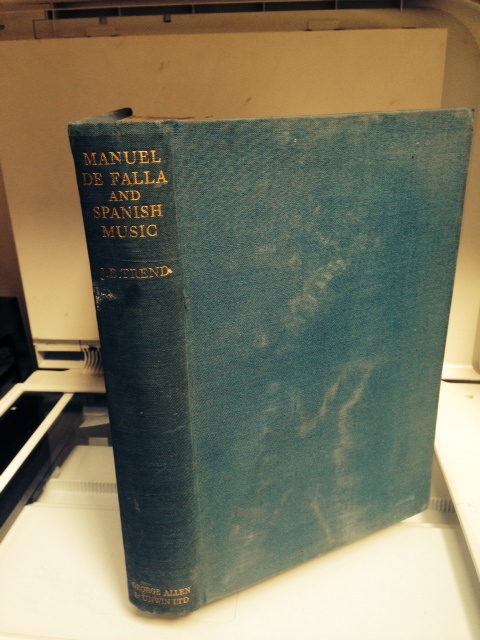 MANUEL
DE FALLA
AND
SPANISH
MUSIC
J.B.TREND
GEORGE ALLEN
& UNWIN LTD